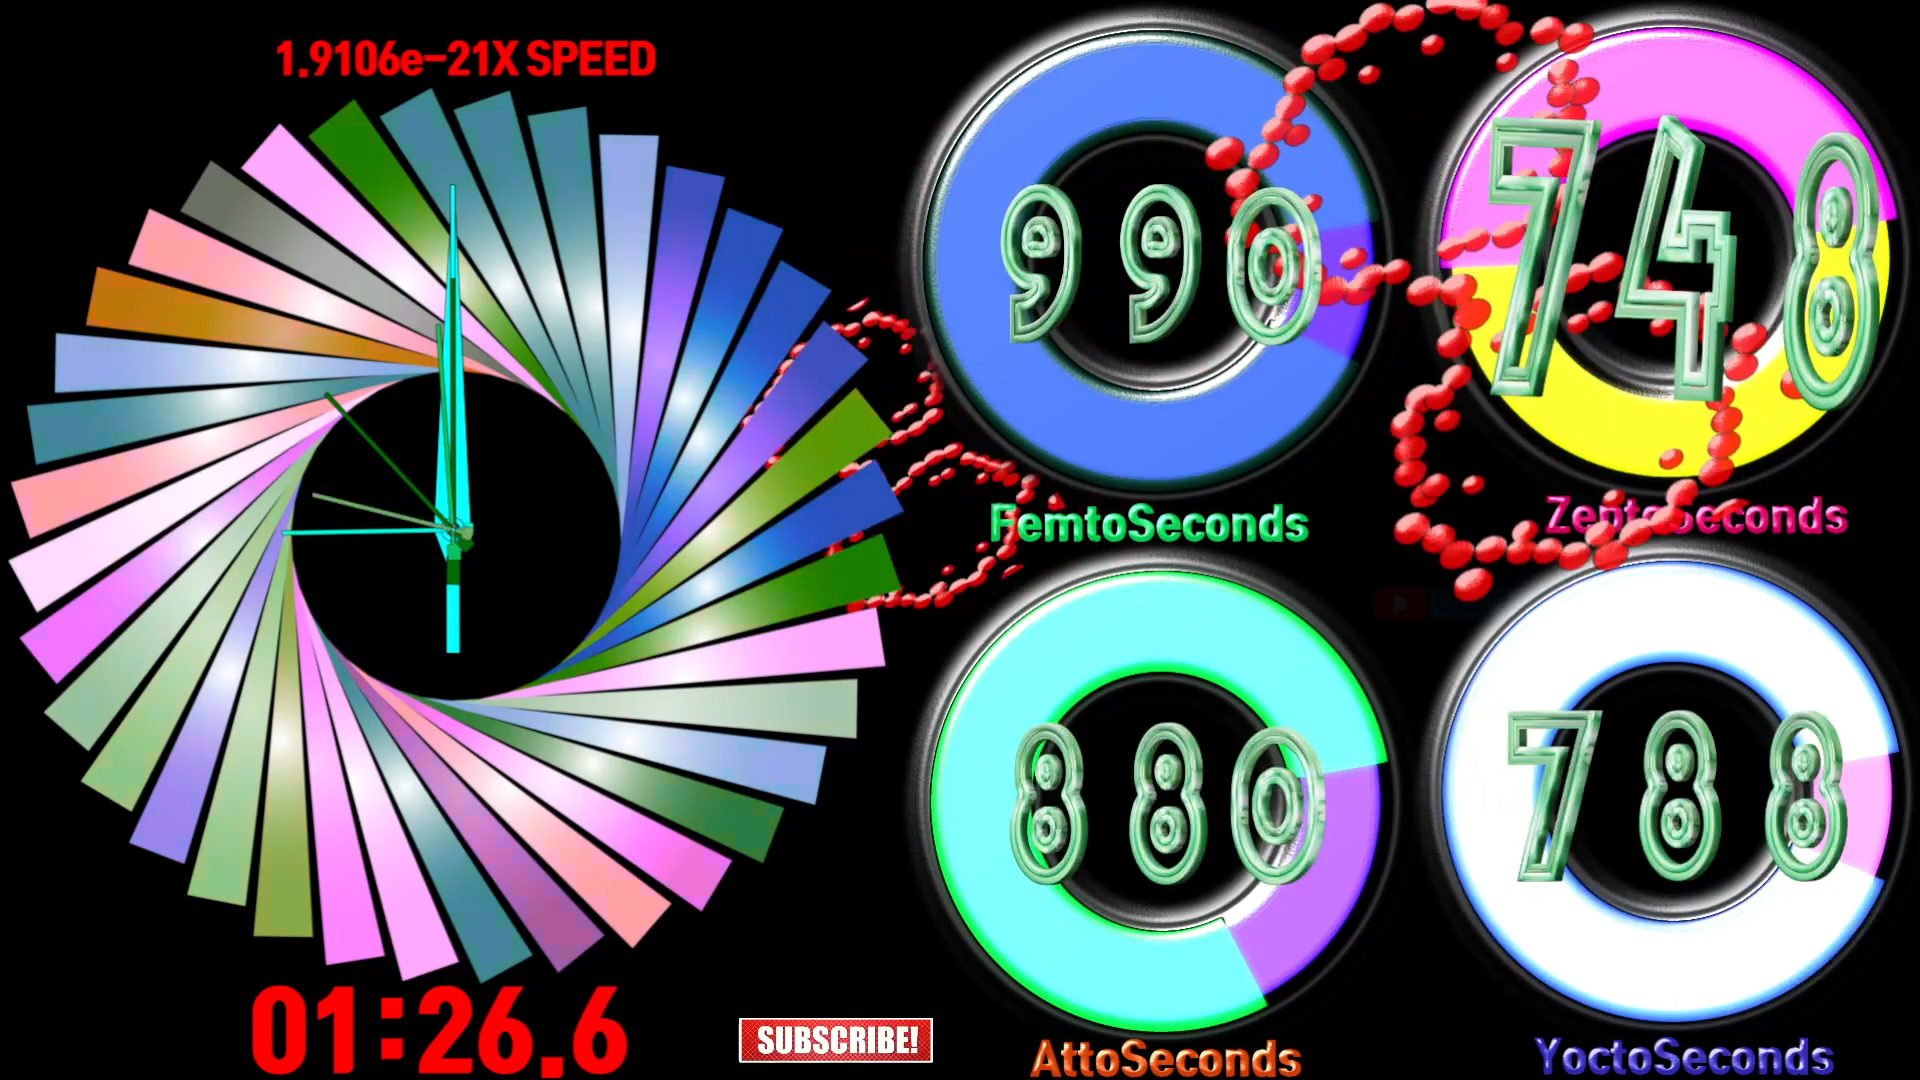 1.9106e-21X SPEED
990
748
FemtoSeconds
ZeptoSeconds
880
788
01:26.6
SUBSCRIBE!
AttoSeconds
YoctoSeconds